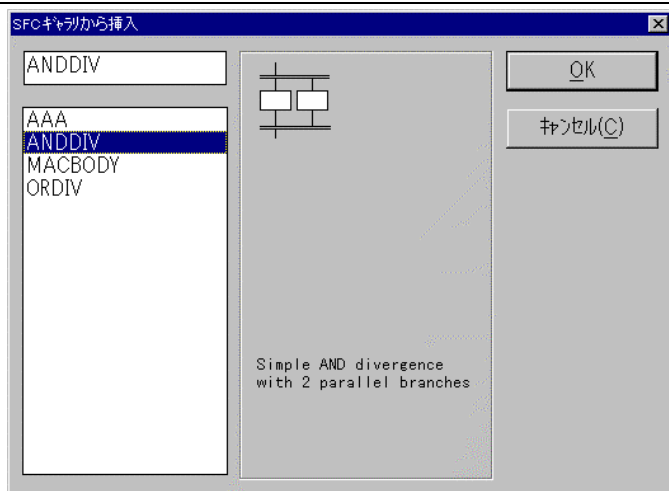 SFCｷﾞｬﾗﾘから挿入
ANDDIV
AAA
ANDDIV
MACBODY
ORDIV
Simple AND divergence
with 2 parallel branches
OK
ｷｬﾝｾﾙ(C)